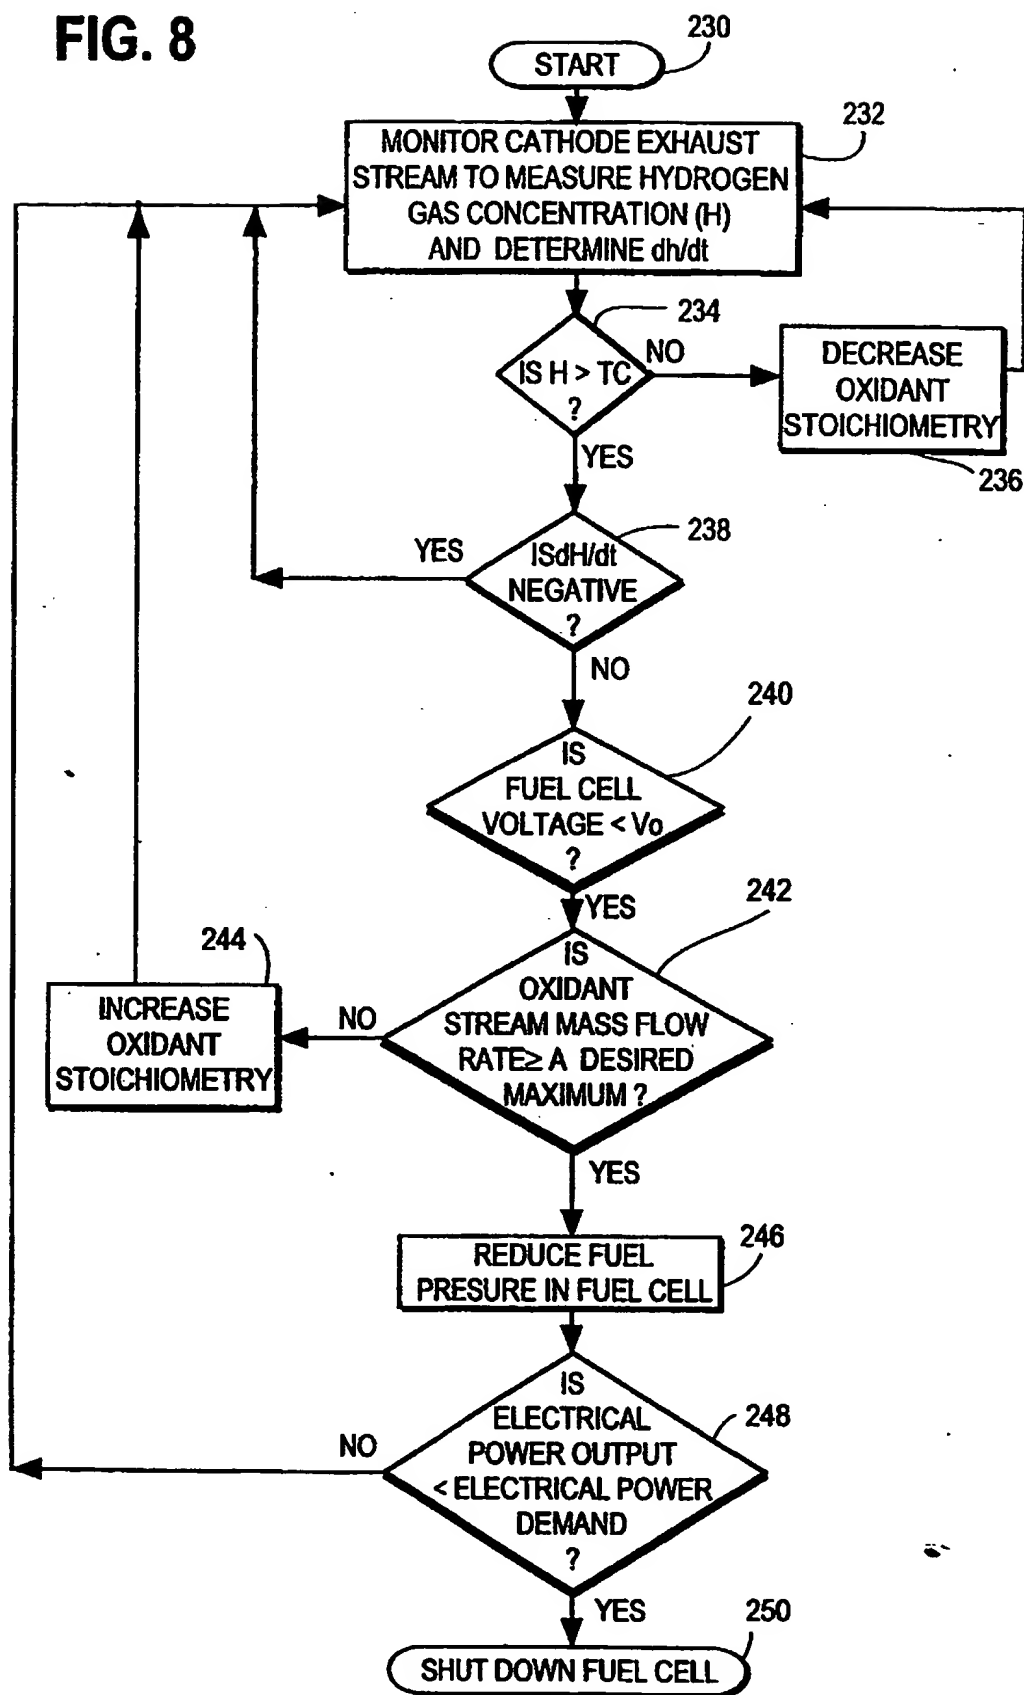 FIG. 8
230
START
232
MONITOR CATHODE EXHAUST
STREAM TO MEASURE HYDROGEN
GAS CONCENTRATION (H)
AND DETERMINE dh/dt
234
IS H > TC
?
NO
DECREASE
OXIDANT
STOICHIOMETRY
236
YES
238
ISdH/dt
NEGATIVE
?
YES
NO
240
IS
FUEL CELL
VOLTAGE < Vo
?
YES
242
IS
OXIDANT
STREAM MASS FLOW
RATE≥ A DESIRED
MAXIMUM ?
NO
244
INCREASE
OXIDANT
STOICHIOMETRY
YES
246
REDUCE FUEL
PRESURE IN FUEL CELL
248
IS
ELECTRICAL
POWER OUTPUT
< ELECTRICAL POWER
DEMAND
?
NO
YES
250
SHUT DOWN FUEL CELL